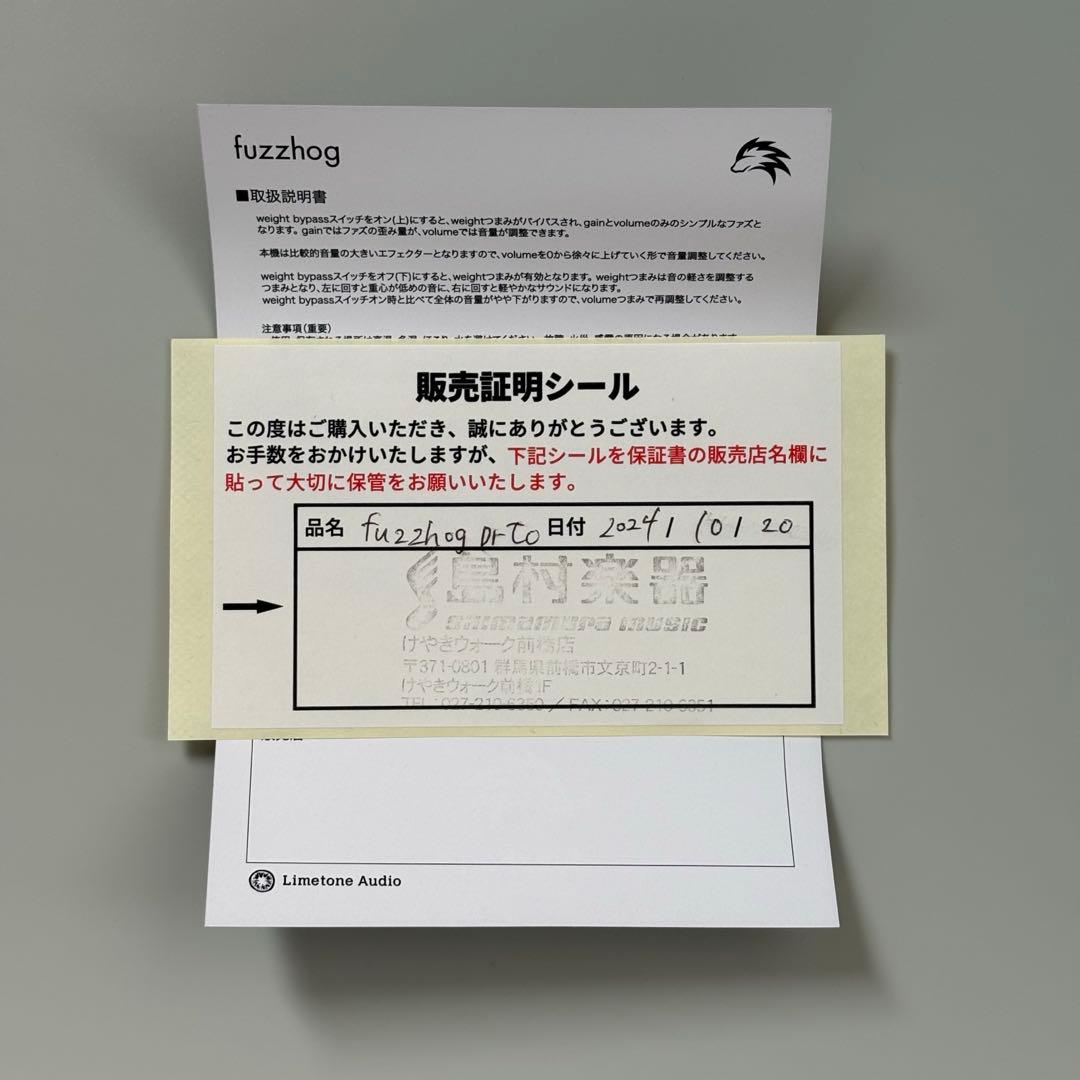 fuzzhog
■取扱説明書
weight bypassスイッチをオン(上)にすると、weightつまみがバイパスされ、gainとvolumeのみのシンプルなファズと
なります。gainではファズの歪み量が、volumeでは音量が調整できます。
本機は比較的音量の大きいエフェクターとなりますので、volumeを0から徐々に上げていく形で音量調整してください。
weight bypassスイッチをオフ(下)にすると、weightつまみが有効となります。weightつまみは音の軽さを調整する
つまみとなり、左に回すと重心が低めの音に、右に回すと軽やかなサウンドになります。
weight bypassスイッチオン時と比べて全体の音量がやや下がりますので、volumeつまみで再調整してください。
注意事項(重要)
販売証明シール
この度はご購入いただき、誠にありがとうございます。
お手数をおかけいたしますが、下記シールを保証書の販売店名欄に
貼って大切に保管をお願いいたします。
品名 fuzzhog 日付 2024/10/20
島村楽器
shimamura music
けやきウォーク前橋店
〒371-0801 群馬県前橋市文京町2-1-1
けやきウォーク前橋1F
TEL:027-210-6350 / FAX:027-210-6351
Limetone Audio